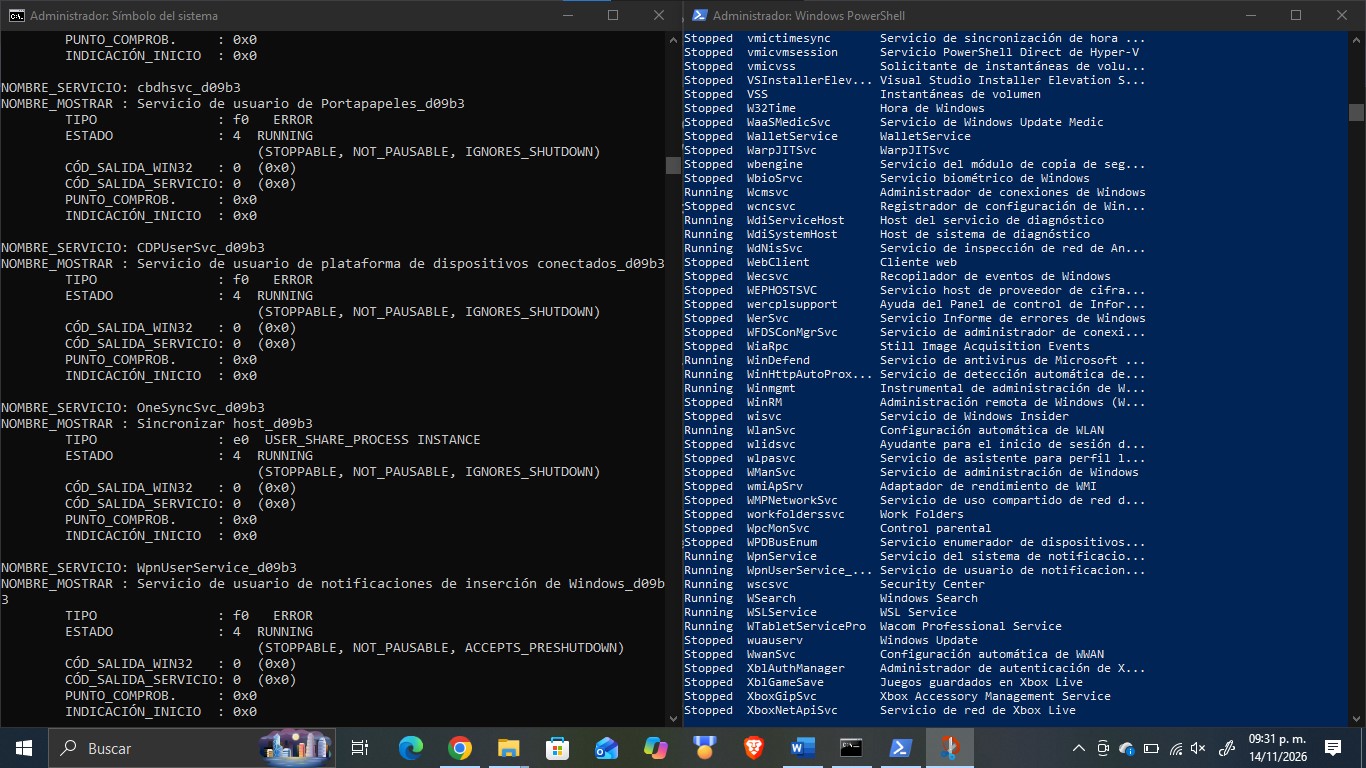 Administrador: Símbolo del sistema
PUNTO_COMPROB.     : 0x0
INDICACIÓN_INICIO  : 0x0
NOMBRE_SERVICIO: cbdhsvc_d09b3
NOMBRE_MOSTRAR : Servicio de usuario de Portapapeles_d09b3
TIPO               : f0   ERROR
ESTADO             : 4  RUNNING
(STOPPABLE, NOT_PAUSABLE, IGNORES_SHUTDOWN)
CÓD_SALIDA_WIN32   : 0  (0x0)
CÓD_SALIDA_SERVICIO: 0  (0x0)
PUNTO_COMPROB.     : 0x0
INDICACIÓN_INICIO  : 0x0
NOMBRE_SERVICIO: CDPUserSvc_d09b3
NOMBRE_MOSTRAR : Servicio de usuario de plataforma de dispositivos conectados_d09b3
TIPO               : f0   ERROR
ESTADO             : 4  RUNNING
(STOPPABLE, NOT_PAUSABLE, IGNORES_SHUTDOWN)
CÓD_SALIDA_WIN32   : 0  (0x0)
CÓD_SALIDA_SERVICIO: 0  (0x0)
PUNTO_COMPROB.     : 0x0
INDICACIÓN_INICIO  : 0x0
NOMBRE_SERVICIO: OneSyncSvc_d09b3
NOMBRE_MOSTRAR : Sincronizar host_d09b3
TIPO               : e0  USER_SHARE_PROCESS INSTANCE
ESTADO             : 4  RUNNING
(STOPPABLE, NOT_PAUSABLE, IGNORES_SHUTDOWN)
CÓD_SALIDA_WIN32   : 0  (0x0)
CÓD_SALIDA_SERVICIO: 0  (0x0)
PUNTO_COMPROB.     : 0x0
INDICACIÓN_INICIO  : 0x0
NOMBRE_SERVICIO: WpnUserService_d09b3
NOMBRE_MOSTRAR : Servicio de usuario de notificaciones de inserción de Windows_d09b
3
TIPO               : f0   ERROR
ESTADO             : 4  RUNNING
(STOPPABLE, NOT_PAUSABLE, ACCEPTS_PRESHUTDOWN)
CÓD_SALIDA_WIN32   : 0  (0x0)
CÓD_SALIDA_SERVICIO: 0  (0x0)
PUNTO_COMPROB.     : 0x0
INDICACIÓN_INICIO  : 0x0
Administrador: Windows PowerShell
Stopped  vmictimesync       Servicio de sincronización de hora ...
Stopped  vmicvmsession      Servicio PowerShell Direct de Hyper-V
Stopped  vmicvss            Solicitante de instantáneas de volu...
Stopped  VSInstallerElev... Visual Studio Installer Elevation S...
Stopped  VSS                Instantáneas de volumen
Stopped  W32Time            Hora de Windows
Stopped  WaaSMedicSvc       Servicio de Windows Update Medic
Stopped  WalletService      WalletService
Stopped  WarpJITSvc         WarpJITSvc
Stopped  wbengine           Servicio del módulo de copia de seg...
Stopped  WbioSrvc           Servicio biométrico de Windows
Running  Wcmsvc             Administrador de conexiones de Windows
Stopped  wcncsvc            Registrador de configuración de Win...
Running  WdiServiceHost     Host del servicio de diagnóstico
Running  WdiSystemHost      Host de sistema de diagnóstico
Running  WdNisSvc           Servicio de inspección de red de An...
Stopped  WebClient          Cliente web
Stopped  Wecsvc             Recopilador de eventos de Windows
Stopped  WEPHOSTSVC         Servicio host de proveedor de cifra...
Stopped  wercplsupport      Ayuda del Panel de control de Infor...
Stopped  WerSvc             Servicio Informe de errores de Windows
Stopped  WFDSConMgrSvc      Servicio de administrador de conexi...
Stopped  WiaRpc             Still Image Acquisition Events
Running  WinDefend          Servicio de antivirus de Microsoft ...
Running  WinHttpAutoProx... Servicio de detección automática de...
Running  Winmgmt            Instrumental de administración de W...
Stopped  WinRM              Administración remota de Windows (W...
Stopped  wisvc              Servicio de Windows Insider
Running  WlanSvc            Configuración automática de WLAN
Stopped  wlidsvc            Ayudante para el inicio de sesión d...
Stopped  wlpasvc            Servicio de asistente para perfil l...
Stopped  WManSvc            Servicio de administración de Windows
Stopped  wmiApSrv           Adaptador de rendimiento de WMI
Stopped  WMPNetworkSvc      Servicio de uso compartido de red d...
Stopped  workfolderssvc     Work Folders
Stopped  WpcMonSvc          Control parental
Stopped  WPDBusEnum         Servicio enumerador de dispositivos...
Running  WpnService         Servicio del sistema de notificacio...
Running  WpnUserService_... Servicio de usuario de notificacion...
Running  wscsvc             Security Center
Running  WSearch            Windows Search
Running  WSLService         WSL Service
Running  WTabletServicePro  Wacom Professional Service
Stopped  wuauserv           Windows Update
Stopped  WwanSvc            Configuración automática de WWAN
Stopped  XblAuthManager     Administrador de autenticación de X...
Stopped  XblGameSave        Juegos guardados en Xbox Live
Stopped  XboxGipSvc         Xbox Accessory Management Service
Stopped  XboxNetApiSvc      Servicio de red de Xbox Live
Buscar
09:31 p. m.
14/11/2026